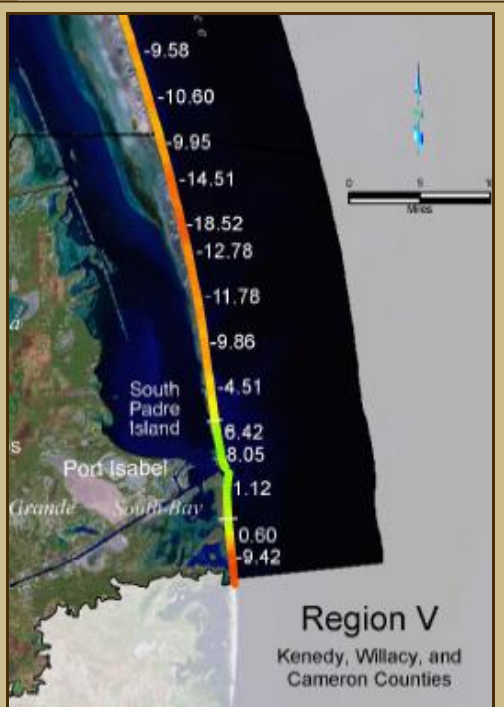 -9.58
-10.60
-9.95
-14.51
-18.52
-12.78
-11.78
-9.86
-4.51
South
Padre
Island
6.42
8.05
Port Isabel
1.12
Grande
South Bay
0.60
-9.42
0
5
Miles
Region V
Kenedy, Willacy, and
Cameron Counties